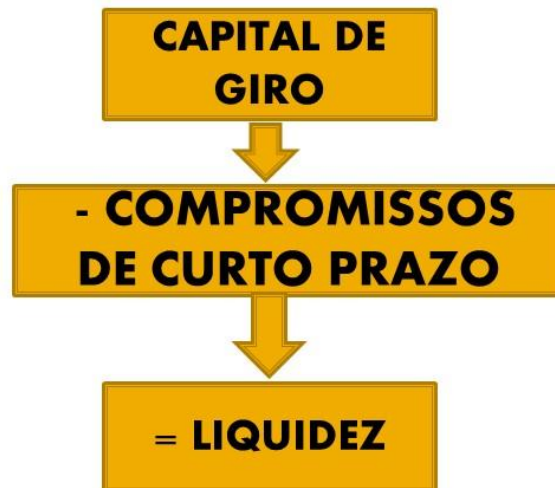 CAPITAL DE
GIRO
- COMPROMISSOS
DE CURTO PRAZO
= LIQUIDEZ